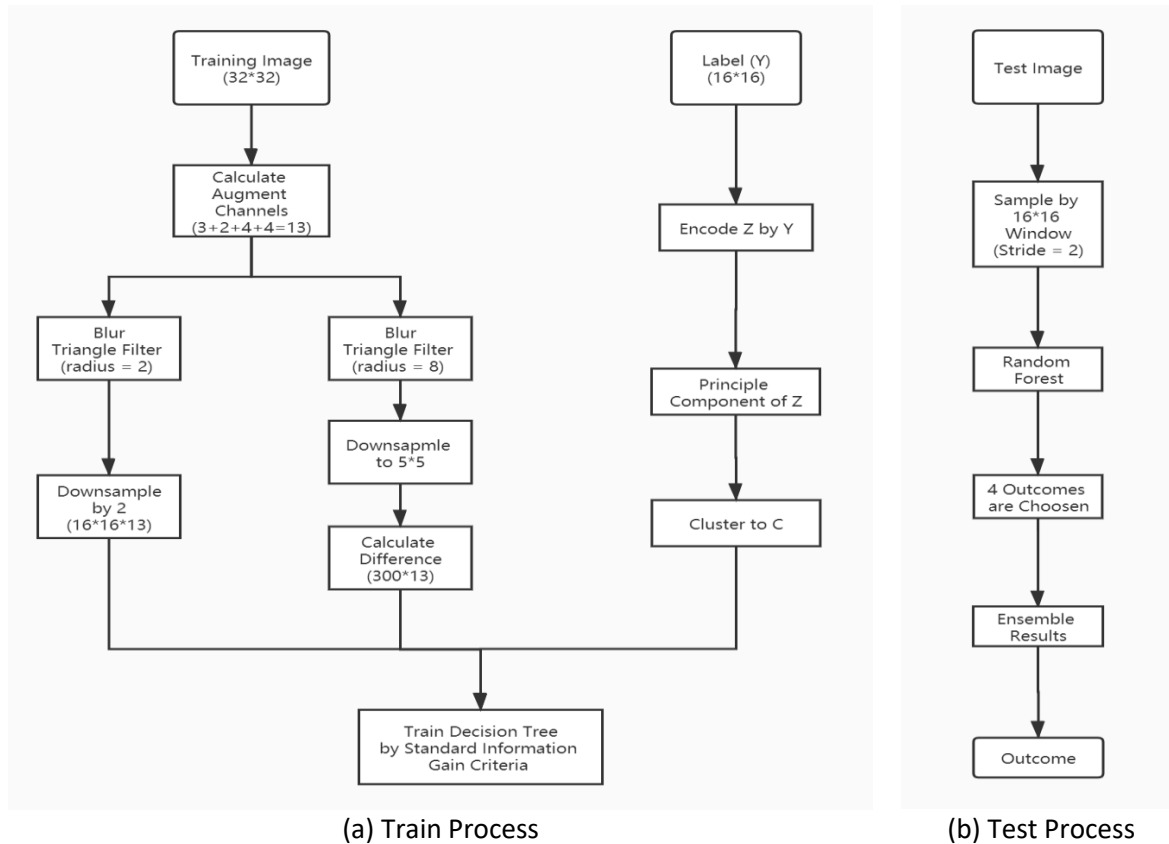 Training Image
(32*32)
Calculate
Augment
Channels
(3+2+4+4=13)
Blur
Triangle Filter
(radius = 2)
Downsample
by 2
(16*16*13)
Blur
Triangle Filter
(radius = 8)
Downsapmle
to 5*5
Calculate
Difference
(300*13)
Label (Y)
(16*16)
Encode Z by Y
Principle
Component of Z
Cluster to C
Train Decision Tree
by Standard Information
Gain Criteria
(a) Train Process
Test Image
Sample by
16*16
Window
(Stride = 2)
Random
Forest
4 Outcomes
are Choosen
Ensemble
Results
Outcome
(b) Test Process